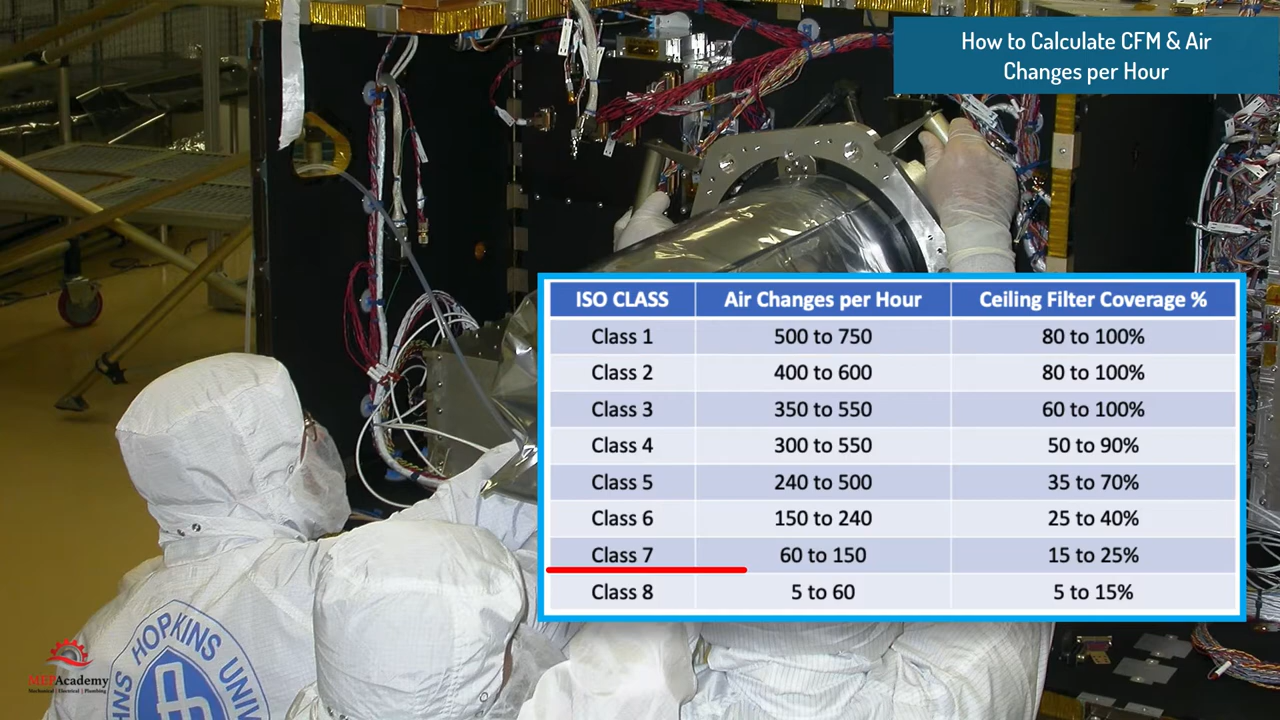 How to Calculate CFM & Air
Changes per Hour
ISO CLASS Air Changes per Hour Ceiling Filter Coverage %
Class 1 500 to 750 80 to 100%
Class 2 400 to 600 80 to 100%
Class 3 350 to 550 60 to 100%
Class 4 300 to 550 50 to 90%
Class 5 240 to 500 35 to 70%
Class 6 150 to 240 25 to 40%
Class 7 60 to 150 15 to 25%
Class 8 5 to 60 5 to 15%
HOPKINS
MEPAcademy
Mechanical | Electrical | Plumbing